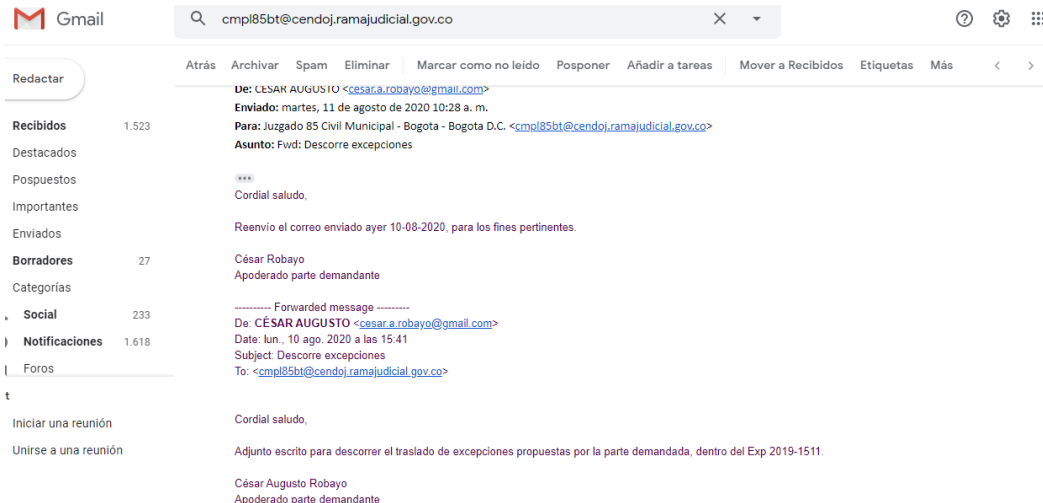 Gmail
cmpl85bt@cendoj.ramajudicial.gov.co
Redactar
Atrás Archivar Spam Eliminar Marcar como no leído Posponer Añadir a tareas Mover a Recibidos Etiquetas Más
Recibidos 1.523
Destacados
Pospuestos
Importantes
Enviados
Borradores 27
Categorías
Social 233
Notificaciones 1.618
Foros
t
Iniciar una reunión
Unirse a una reunión
De: CESAR AUGUSTO <cesar.a.robayo@gmail.com>
Enviado: martes, 11 de agosto de 2020 10:28 a. m.
Para: Juzgado 85 Civil Municipal - Bogota - Bogota D.C. <cmpl85bt@cendoj.ramajudicial.gov.co>
Asunto: Fwd: Descorre excepciones
Cordial saludo,
Reenvío el correo enviado ayer 10-08-2020, para los fines pertinentes.
César Robayo
Apoderado parte demandante
---------- Forwarded message ---------
De: CÉSAR AUGUSTO <cesar.a.robayo@gmail.com>
Date: lun., 10 ago. 2020 a las 15:41
Subject: Descorre excepciones
To: <cmpl85bt@cendoj.ramajudicial.gov.co>
Cordial saludo,
Adjunto escrito para descorrer el traslado de excepciones propuestas por la parte demandada, dentro del Exp 2019-1511.
César Augusto Robayo
Apoderado parte demandante